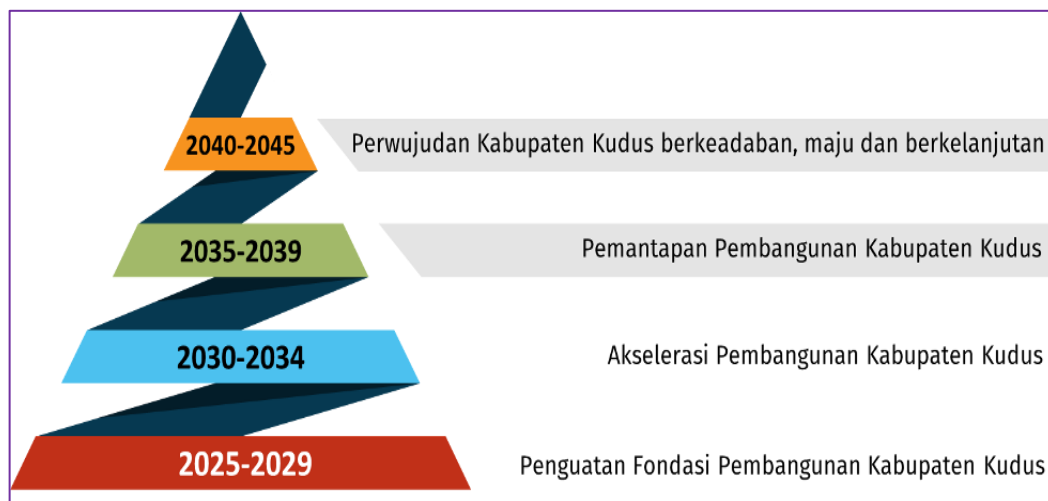 2040-2045
Perwujudan Kabupaten Kudus berkeadaban, maju dan berkelanjutan
2035-2039
Pemantapan Pembangunan Kabupaten Kudus
2030-2034
Akselerasi Pembangunan Kabupaten Kudus
2025-2029
Penguatan Fondasi Pembangunan Kabupaten Kudus